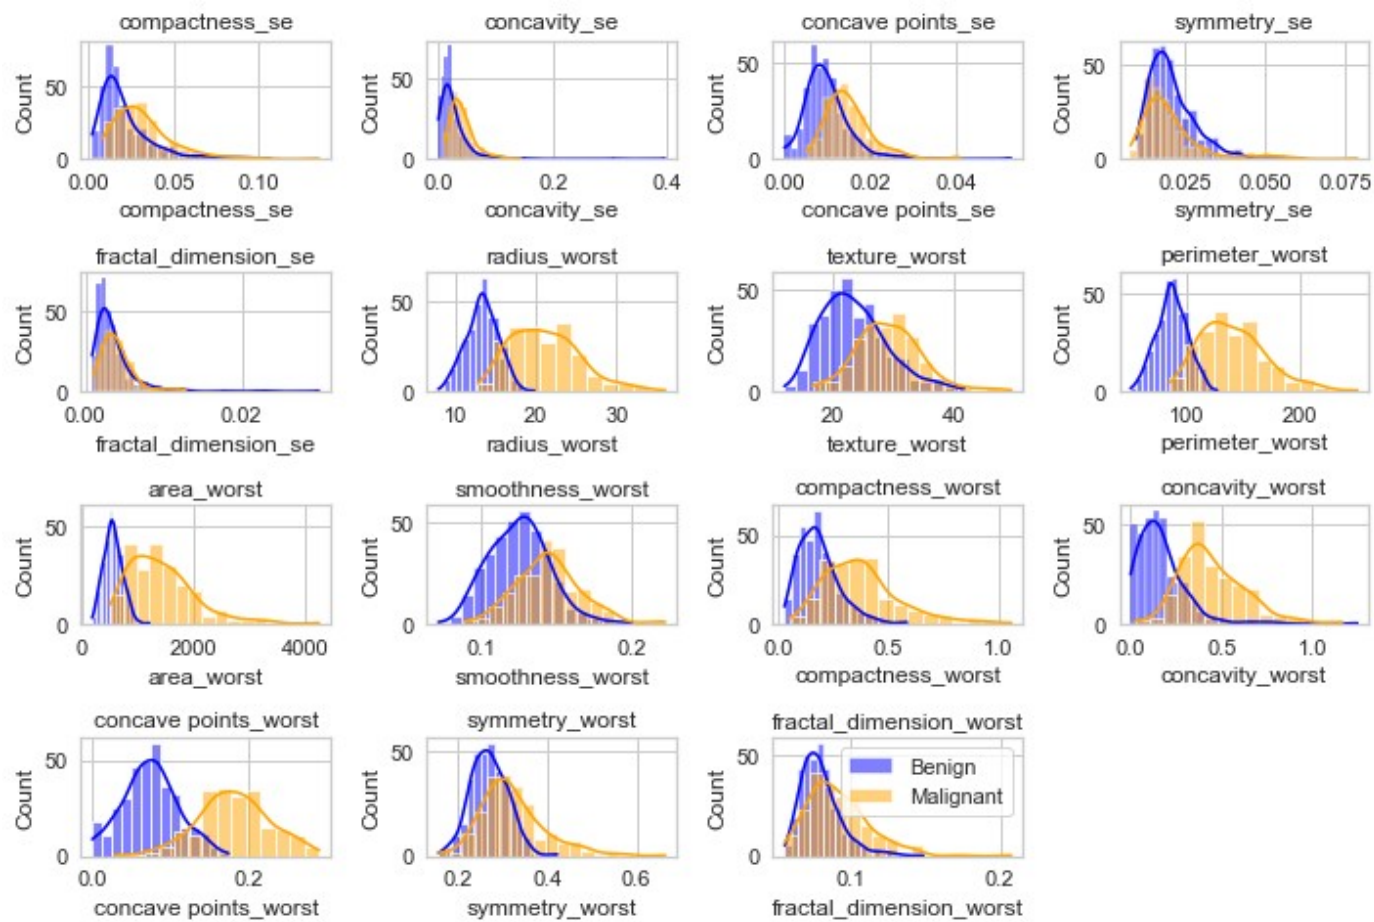 compactness_se
concavity_se
concave points_se
symmetry_se
Count
50
0
0.00 0.05 0.10
compactness_se
Count
50
0
0.0 0.2 0.4
concavity_se
Count
50
0
0.00 0.02 0.04
concave points_se
Count
50
0
0.025 0.050 0.075
symmetry_se
fractal_dimension_se
radius_worst
texture_worst
perimeter_worst
Count
50
0
0.00 0.02
fractal_dimension_se
Count
50
0
10 20 30
radius_worst
Count
50
0
20 40
texture_worst
Count
50
0
100 200
perimeter_worst
area_worst
smoothness_worst
compactness_worst
concavity_worst
Count
50
0
0 2000 4000
area_worst
Count
50
0
0.1 0.2
smoothness_worst
Count
50
0
0.0 0.5 1.0
compactness_worst
Count
50
0
0.0 0.5 1.0
concavity_worst
concave points_worst
symmetry_worst
fractal_dimension_worst
Count
50
0
0.0 0.2
concave points_worst
Count
50
0
0.2 0.4 0.6
symmetry_worst
Count
50
0
Benign
Malignant
0.1 0.2
fractal_dimension_worst